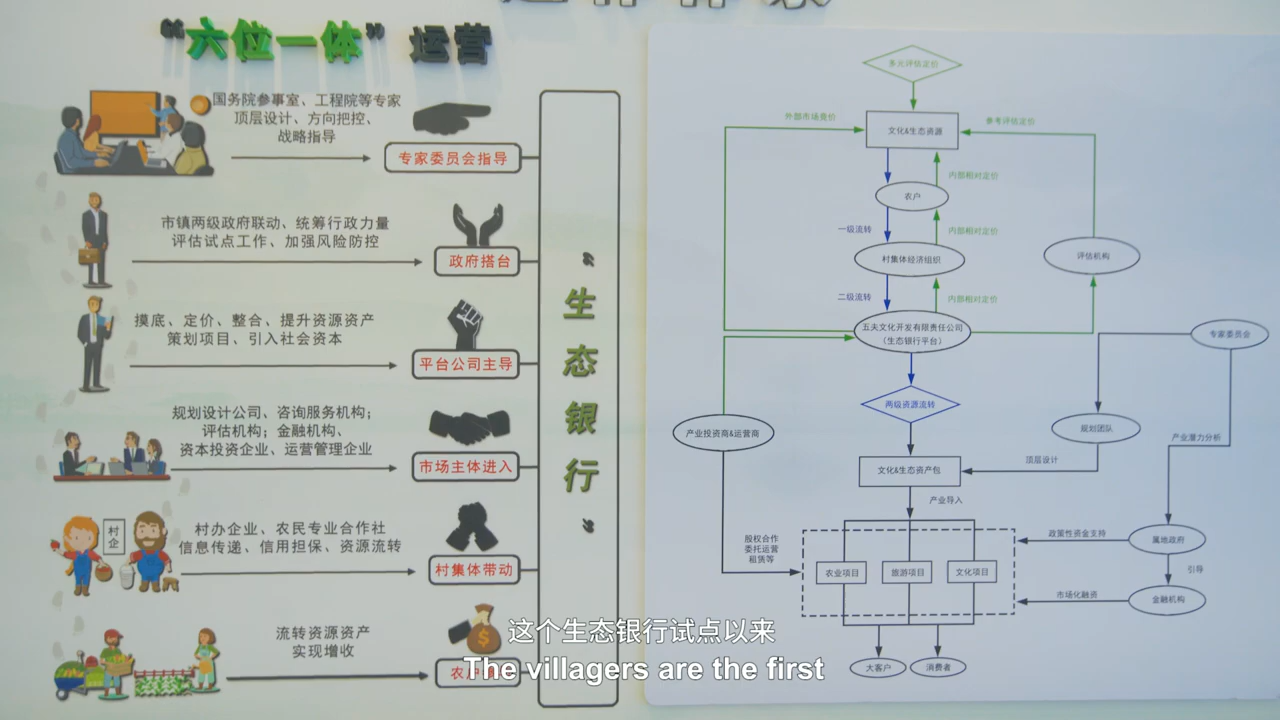 “六位一体”运营
国务院参事室、工程院等专家
顶层设计、方向把控、
战略指导
专家委员会指导
市镇两级政府联动、统筹行政力量
评估试点工作、加强风险防控
政府搭台
摸底、定价、整合、提升资源资产
策划项目、引入社会资本
平台公司主导
规划设计公司、咨询服务机构；
评估机构；金融机构、
资本投资企业、运营管理企业
市场主体进入
村企
村办企业、农民专业合作社
信息传递、信用担保、资源流转
村集体带动
流转资源资产
实现增收
农户
“生态银行”
多元评估定价
外部市场竞价
文化&生态资源
参考评估定价
内部相对定价
农户
一级流转
内部相对定价
村集体经济组织
评估机构
二级流转
内部相对定价
五夫文化开发有限责任公司
（生态银行平台）
专家委员会
两级资源流转
产业投资商&运营商
规划团队
产业潜力分析
顶层设计
文化&生态资产包
产业导入
股权合作
委托运营
租赁等
政策性资金支持
属地政府
农业项目
旅游项目
文化项目
引导
市场化融资
金融机构
大客户
消费者
这个生态银行试点以来
The villagers are the first